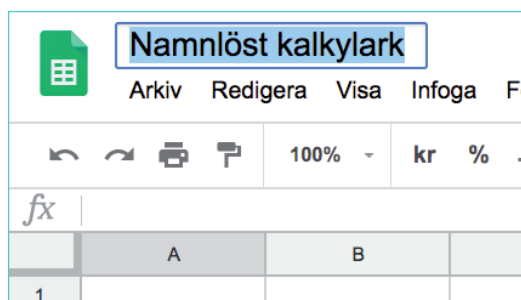 Namnlöst kalkylark
Arkiv Redigera Visa Infoga
100% kr %
fx
A B
1